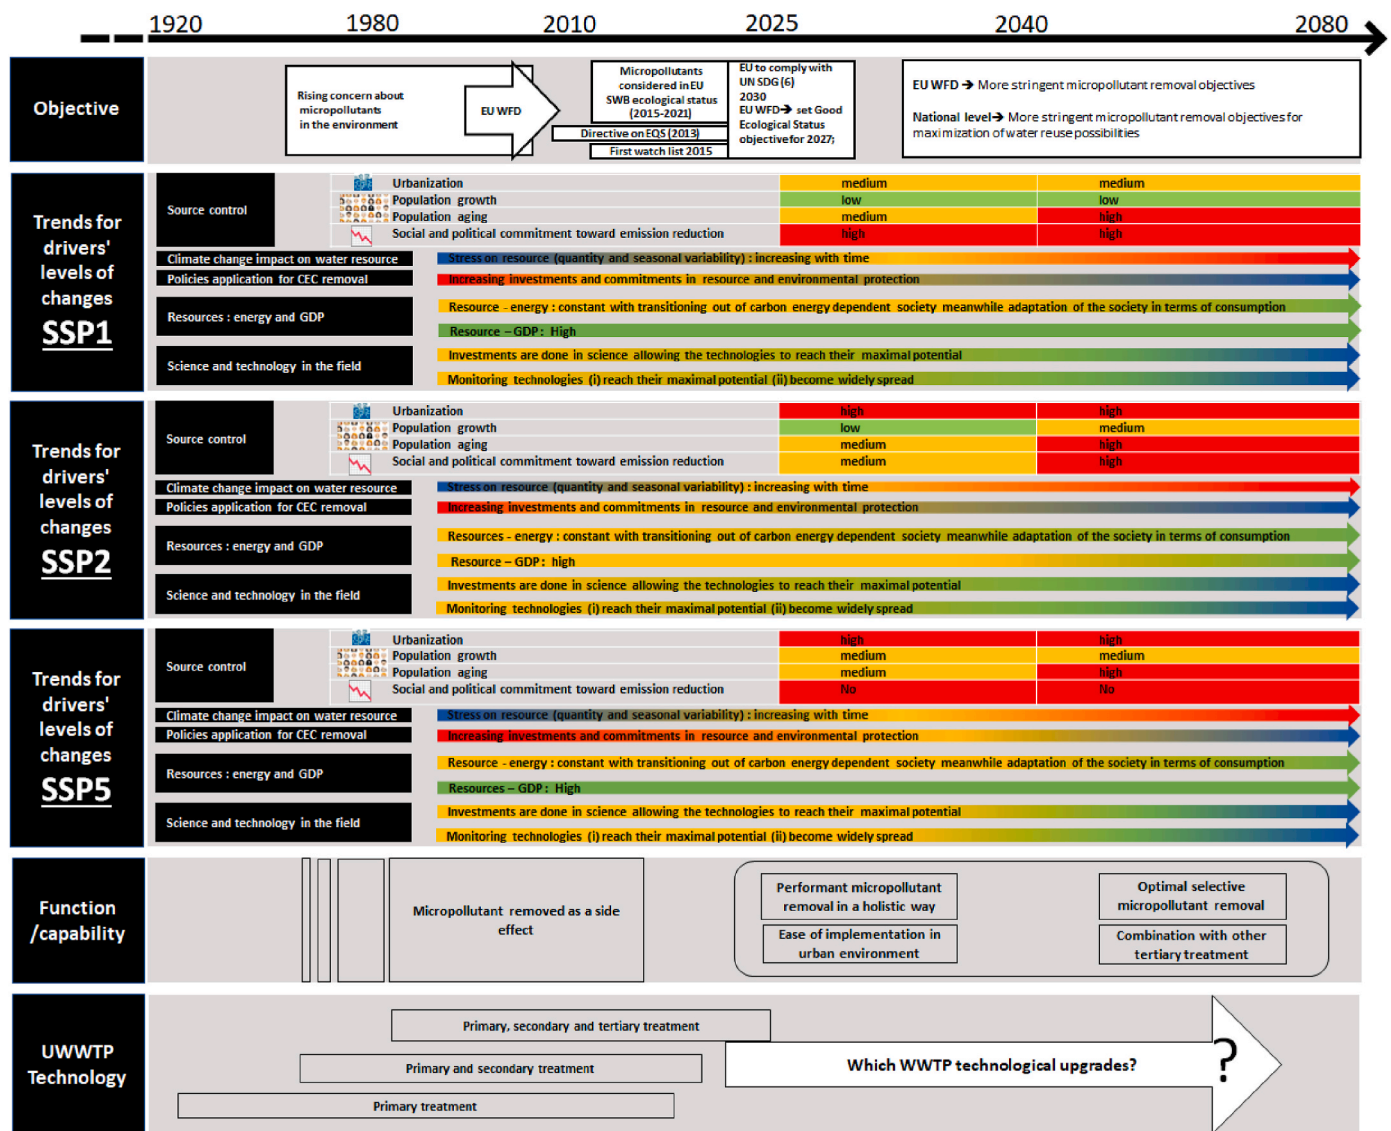 1920 1980 2010 2025 2040 2080
Objective
Rising concern about
micropollutants
in the environment
EU WFD
Micropollutants
considered in EU
SWB ecological status
(2015-2021)
Directive on EQS (2013)
First watch list 2015
EU to comply with
UN SDG (6)
2030
EU WFD➔ set Good
Ecological Status
objective for 2027;
EU WFD ➔ More stringent micropollutant removal objectives
National level➔ More stringent micropollutant removal objectives for
maximization of water reuse possibilities
Trends for
drivers'
levels of
changes
SSP1
Source control
Urbanization medium medium
Population growth low low
Population aging medium high
Social and political commitment toward emission reduction high high
Climate change impact on water resource
Stress on resource (quantity and seasonal variability) : increasing with time
Policies application for CEC removal
Increasing investments and commitments in resource and environmental protection
Resources : energy and GDP
Resource - energy : constant with transitioning out of carbon energy dependent society meanwhile adaptation of the society in terms of consumption
Resource – GDP : High
Science and technology in the field
Investments are done in science allowing the technologies to reach their maximal potential
Monitoring technologies (i) reach their maximal potential (ii) become widely spread
Trends for
drivers'
levels of
changes
SSP2
Source control
Urbanization high high
Population growth low medium
Population aging medium high
Social and political commitment toward emission reduction medium high
Climate change impact on water resource
Stress on resource (quantity and seasonal variability) : increasing with time
Policies application for CEC removal
Increasing investments and commitments in resource and environmental protection
Resources : energy and GDP
Resources - energy : constant with transitioning out of carbon energy dependent society meanwhile adaptation of the society in terms of consumption
Resource – GDP : high
Science and technology in the field
Investments are done in science allowing the technologies to reach their maximal potential
Monitoring technologies (i) reach their maximal potential (ii) become widely spread
Trends for
drivers'
levels of
changes
SSP5
Source control
Urbanization high high
Population growth medium medium
Population aging medium high
Social and political commitment toward emission reduction No No
Climate change impact on water resource
Stress on resource (quantity and seasonal variability) : increasing with time
Policies application for CEC removal
Increasing investments and commitments in resource and environmental protection
Resources : energy and GDP
Resource - energy : constant with transitioning out of carbon energy dependent society meanwhile adaptation of the society in terms of consumption
Resources – GDP : High
Science and technology in the field
Investments are done in science allowing the technologies to reach their maximal potential
Monitoring technologies (i) reach their maximal potential (ii) become widely spread
Function
/capability
Micropollutant removed as a side
effect
Performant micropollutant
removal in a holistic way
Ease of implementation in
urban environment
Optimal selective
micropollutant removal
Combination with other
tertiary treatment
UWWTP
Technology
Primary, secondary and tertiary treatment
Primary and secondary treatment
Primary treatment
Which WWTP technological upgrades?
?